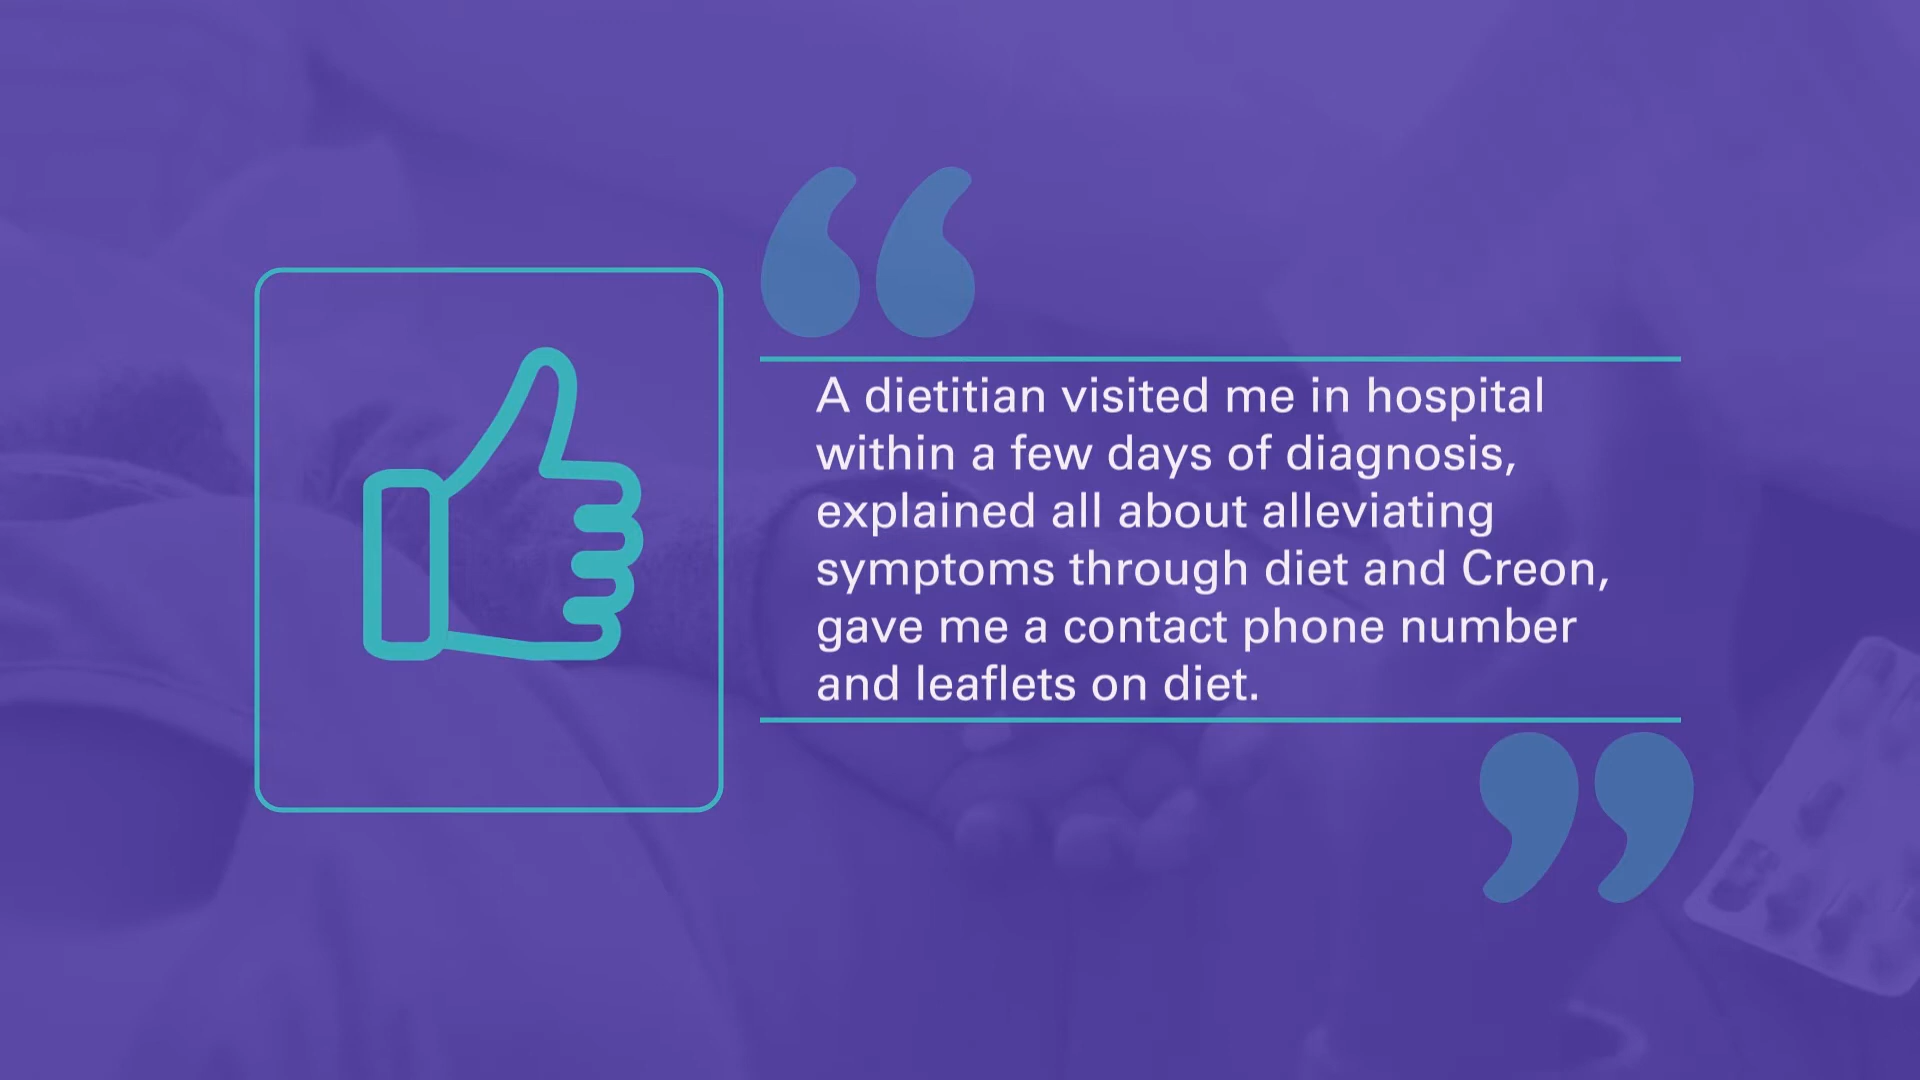 A dietitian visited me in hospital
within a few days of diagnosis,
explained all about alleviating
symptoms through diet and Creon,
gave me a contact phone number
and leaflets on diet.